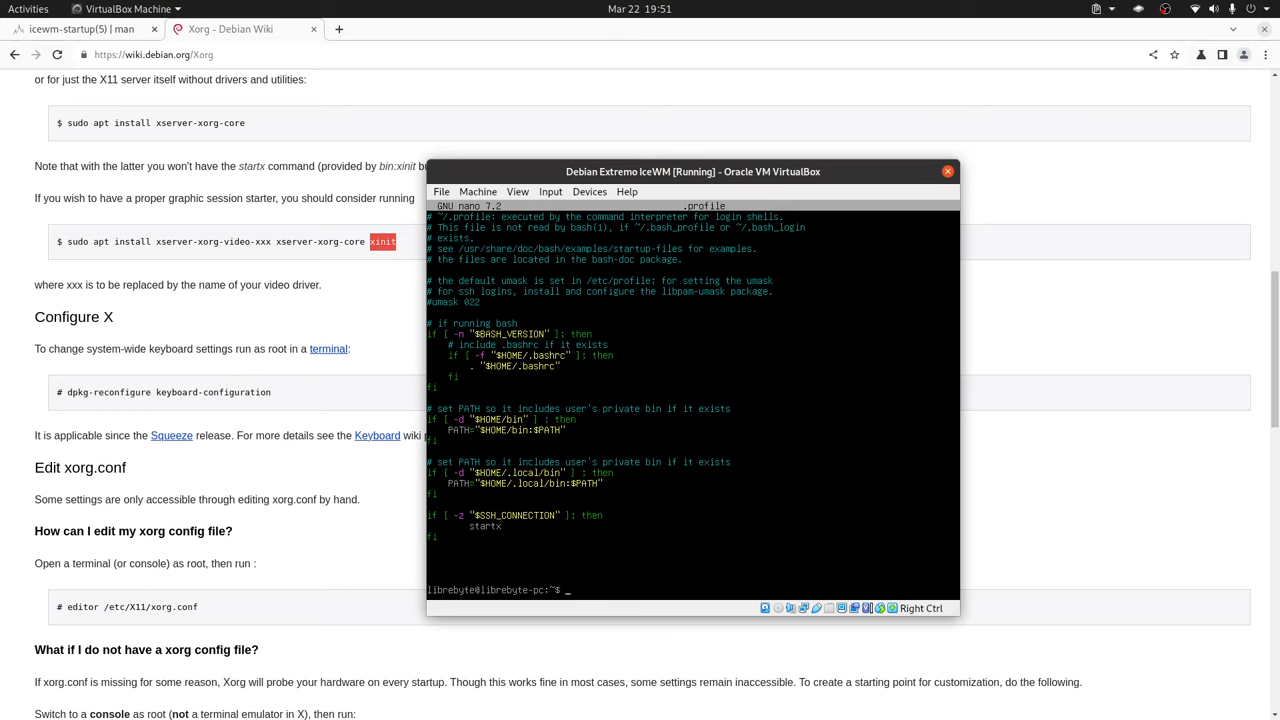 Activities VirtualBox Machine Mar 22 19:51
icewm-startup(5) | man Xorg - Debian Wiki
https://wiki.debian.org/Xorg
or for just the X11 server itself without drivers and utilities:
$ sudo apt install xserver-xorg-core
Note that with the latter you won't have the startx command (provided by bin:xinit bu
If you wish to have a proper graphic session starter, you should consider running
$ sudo apt install xserver-xorg-video-xxx xserver-xorg-core xinit
where xxx is to be replaced by the name of your video driver.
Configure X
To change system-wide keyboard settings run as root in a terminal:
# dpkg-reconfigure keyboard-configuration
It is applicable since the Squeeze release. For more details see the Keyboard wiki
Edit xorg.conf
Some settings are only accessible through editing xorg.conf by hand.
How can I edit my xorg config file?
Open a terminal (or console) as root, then run :
# editor /etc/X11/xorg.conf
What if I do not have a xorg config file?
If xorg.conf is missing for some reason, Xorg will probe your hardware on every startup. Though this works fine in most cases, some settings remain inaccessible. To create a starting point for customization, do the following.
Switch to a console as root (not a terminal emulator in X), then run:
Debian Extremo IceWM [Running] - Oracle VM VirtualBox
File Machine View Input Devices Help
GNU nano 7.2 .profile
# ~/.profile: executed by the command interpreter for login shells.
# This file is not read by bash(1), if ~/.bash_profile or ~/.bash_login
# exists.
# see /usr/share/doc/bash/examples/startup-files for examples.
# the files are located in the bash-doc package.
# the default umask is set in /etc/profile; for setting the umask
# for ssh logins, install and configure the libpam-umask package.
#umask 022
# if running bash
if [ -n "$BASH_VERSION" ]; then
# include .bashrc if it exists
if [ -f "$HOME/.bashrc" ]; then
. "$HOME/.bashrc"
fi
fi
# set PATH so it includes user's private bin if it exists
if [ -d "$HOME/bin" ] ; then
PATH="$HOME/bin:$PATH"
fi
# set PATH so it includes user's private bin if it exists
if [ -d "$HOME/.local/bin" ] ; then
PATH="$HOME/.local/bin:$PATH"
fi
if [ -z "$SSH_CONNECTION" ]; then
startx
fi
librebyte@librebyte-pc:~$ _
Right Ctrl